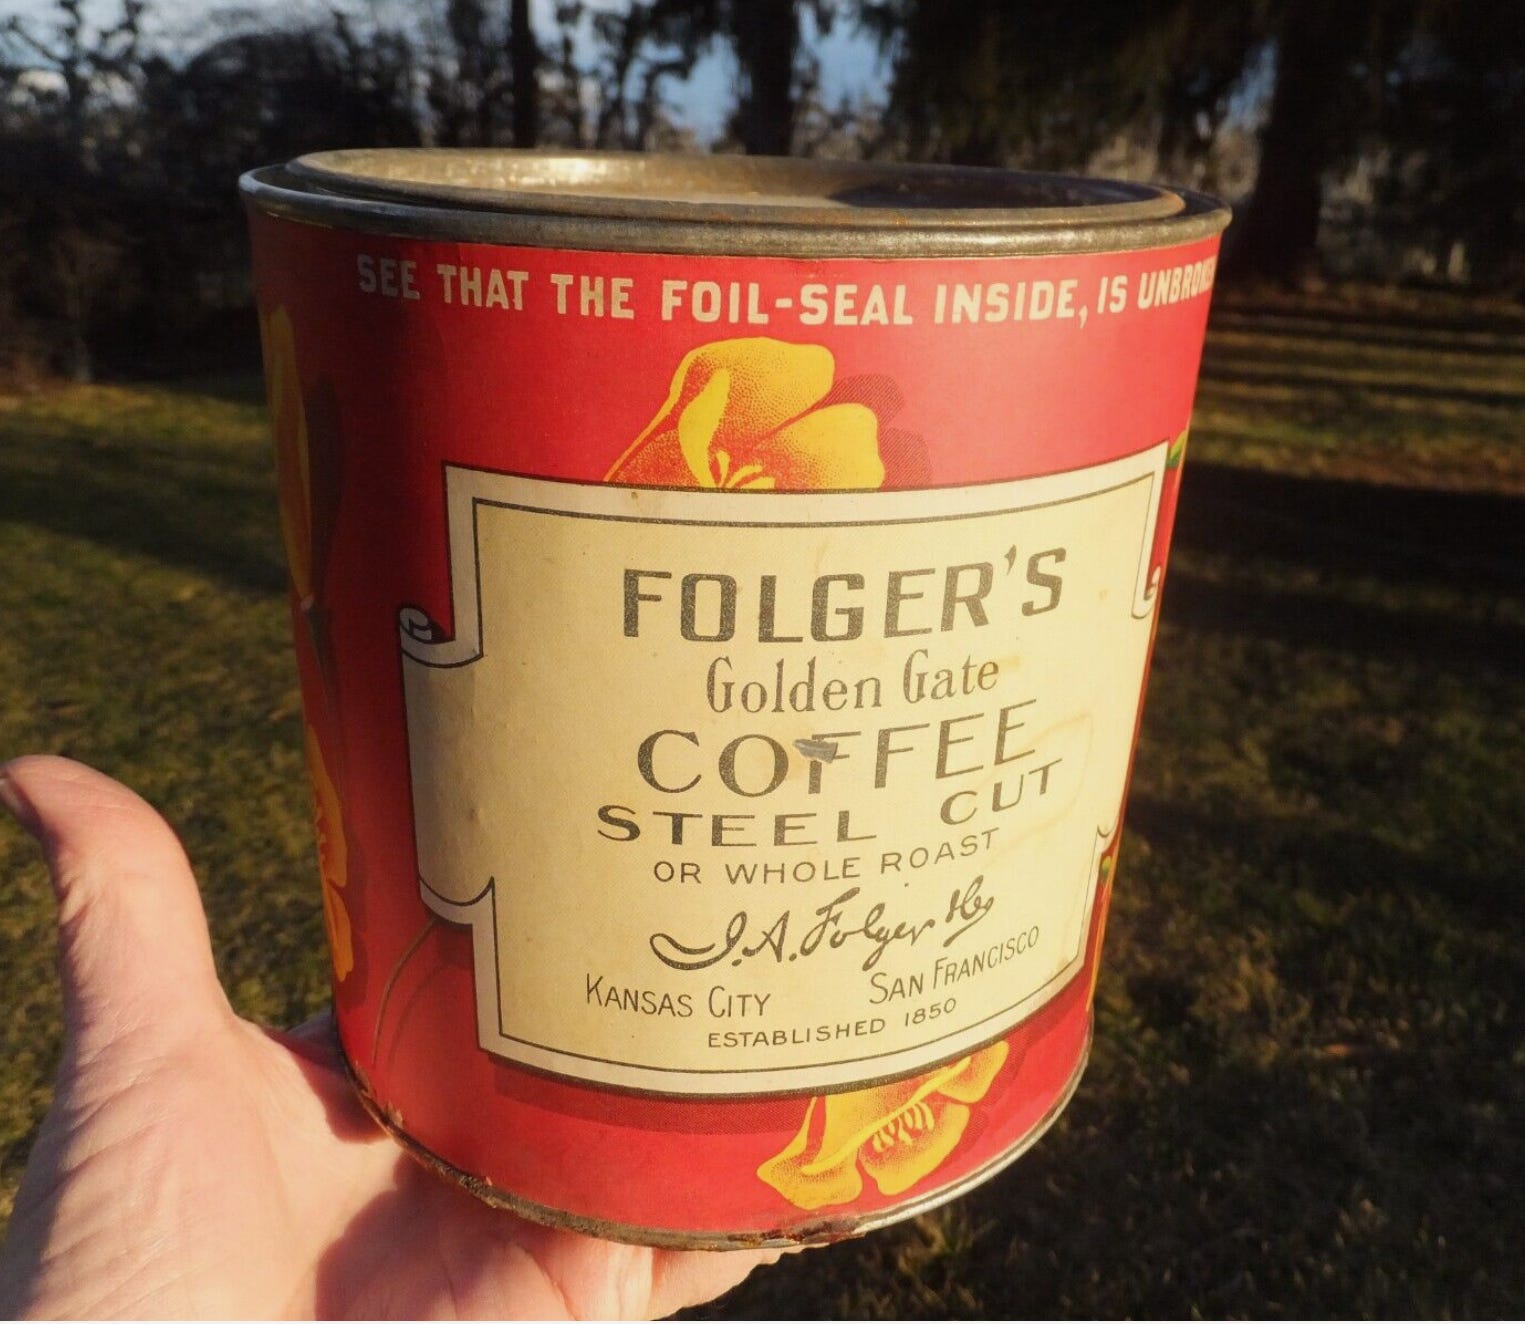 SEE THAT THE FOIL-SEAL INSIDE, IS
FOLGER'S
Golden Gate
COFFEE
STEEL CUT
OR WHOLE ROAST
J.A. Folger & Co
KANSAS CITY SAN FRANCISCO
ESTABLISHED 1850